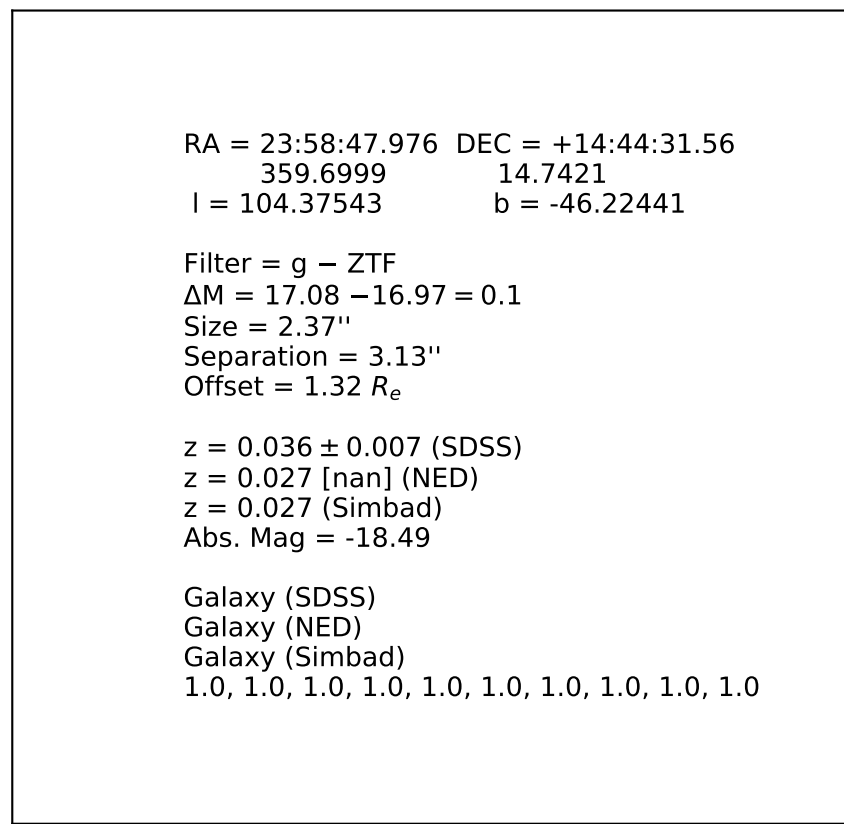 RA = 23:58:47.976  DEC = +14:44:31.56
359.6999  14.7421
l = 104.37543  b = -46.22441
Filter = g − ZTF
ΔM = 17.08 −16.97 = 0.1
Size = 2.37''
Separation = 3.13''
Offset = 1.32 Re
z = 0.036 ± 0.007 (SDSS)
z = 0.027 [nan] (NED)
z = 0.027 (Simbad)
Abs. Mag = -18.49
Galaxy (SDSS)
Galaxy (NED)
Galaxy (Simbad)
1.0, 1.0, 1.0, 1.0, 1.0, 1.0, 1.0, 1.0, 1.0, 1.0